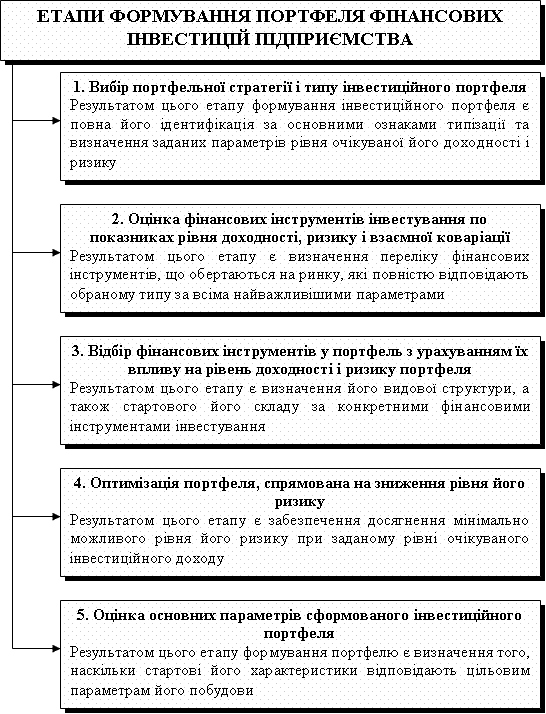 ЕТАПИ ФОРМУВАННЯ ПОРТФЕЛЯ ФІНАНСОВИХ
ІНВЕСТИЦІЙ ПІДПРИЄМСТВА
1. Вибір портфельної стратегії і типу інвестиційного портфеля
Результатом цього етапу формування інвестиційного портфеля є
повна його ідентифікація за основними ознаками типізації та
визначення заданих параметрів рівня очікуваної його доходності і
ризику
2. Оцінка фінансових інструментів інвестування по
показниках рівня доходності, ризику і взаємної коваріації
Результатом цього етапу є визначення переліку фінансових
інструментів, що обертаються на ринку, які повністю відповідають
обраному типу за всіма найважливішими параметрами
3. Відбір фінансових інструментів у портфель з урахуванням їх
впливу на рівень доходності і ризику портфеля
Результатом цього етапу є визначення його видової структури, а
також стартового його складу за конкретними фінансовими
інструментами інвестування
4. Оптимізація портфеля, спрямована на зниження рівня його
ризику
Результатом цього етапу є забезпечення досягнення мінімально
можливого рівня його ризику при заданому рівні очікуваного
інвестиційного доходу
5. Оцінка основних параметрів сформованого інвестиційного
портфеля
Результатом цього етапу формування портфелю є визначення того,
наскільки стартові його характеристики відповідають цільовим
параметрам його побудови